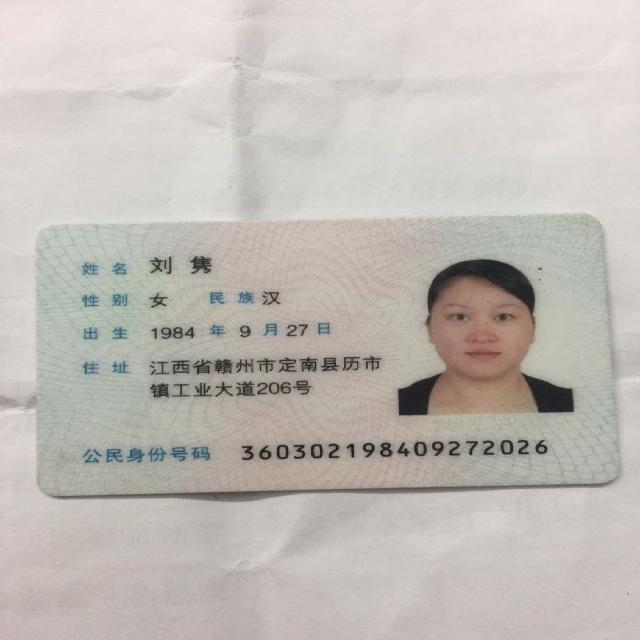 姓名 刘隽
性别 女 民族 汉
出生 1984 年 9 月 27 日
住址 江西省赣州市定南县历市
镇工业大道206号
公民身份号码 360302198409272026